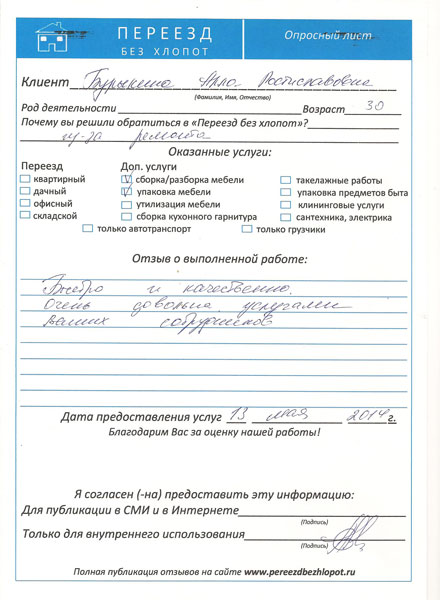 ПЕРЕЕЗД
БЕЗ ХЛОПОТ
Опросный лист
Клиент Ростиславовна
(Фамилия, Имя, Отчество)
Род деятельности Возраст 30
Почему вы решили обратиться в «Переезд без хлопот»?
из-за ремонта
Оказанные услуги:
Переезд Доп. услуги
квартирный сборка/разборка мебели такелажные работы
дачный упаковка мебели упаковка предметов быта
офисный утилизация мебели клининговые услуги
складской сборка кухонного гарнитура сантехника, электрика
только автотранспорт только грузчики
Отзыв о выполненной работе:
Быстро и качественно.
Очень довольна услугами
ваших сотрудников
Дата предоставления услуг 13 мая 2014 г.
Благодарим Вас за оценку нашей работы!
Я согласен (-на) предоставить эту информацию:
Для публикации в СМИ и в Интернете
(Подпись)
Только для внутреннего использования
(Подпись)
Полная публикация отзывов на сайте www.pereezdbezhlopot.ru